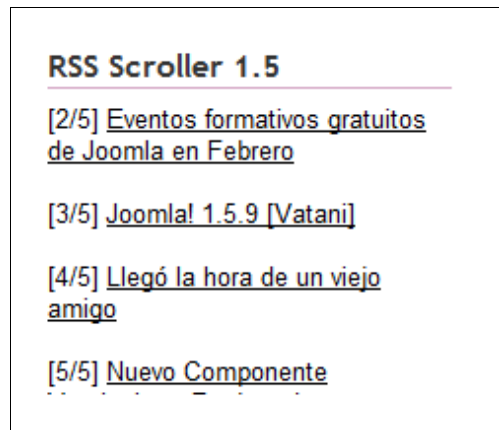 RSS Scroller 1.5
[2/5] Eventos formativos gratuitos
de Joomla en Febrero
[3/5] Joomla! 1.5.9 [Vatani]
[4/5] Llegó la hora de un viejo
amigo
[5/5] Nuevo Componente